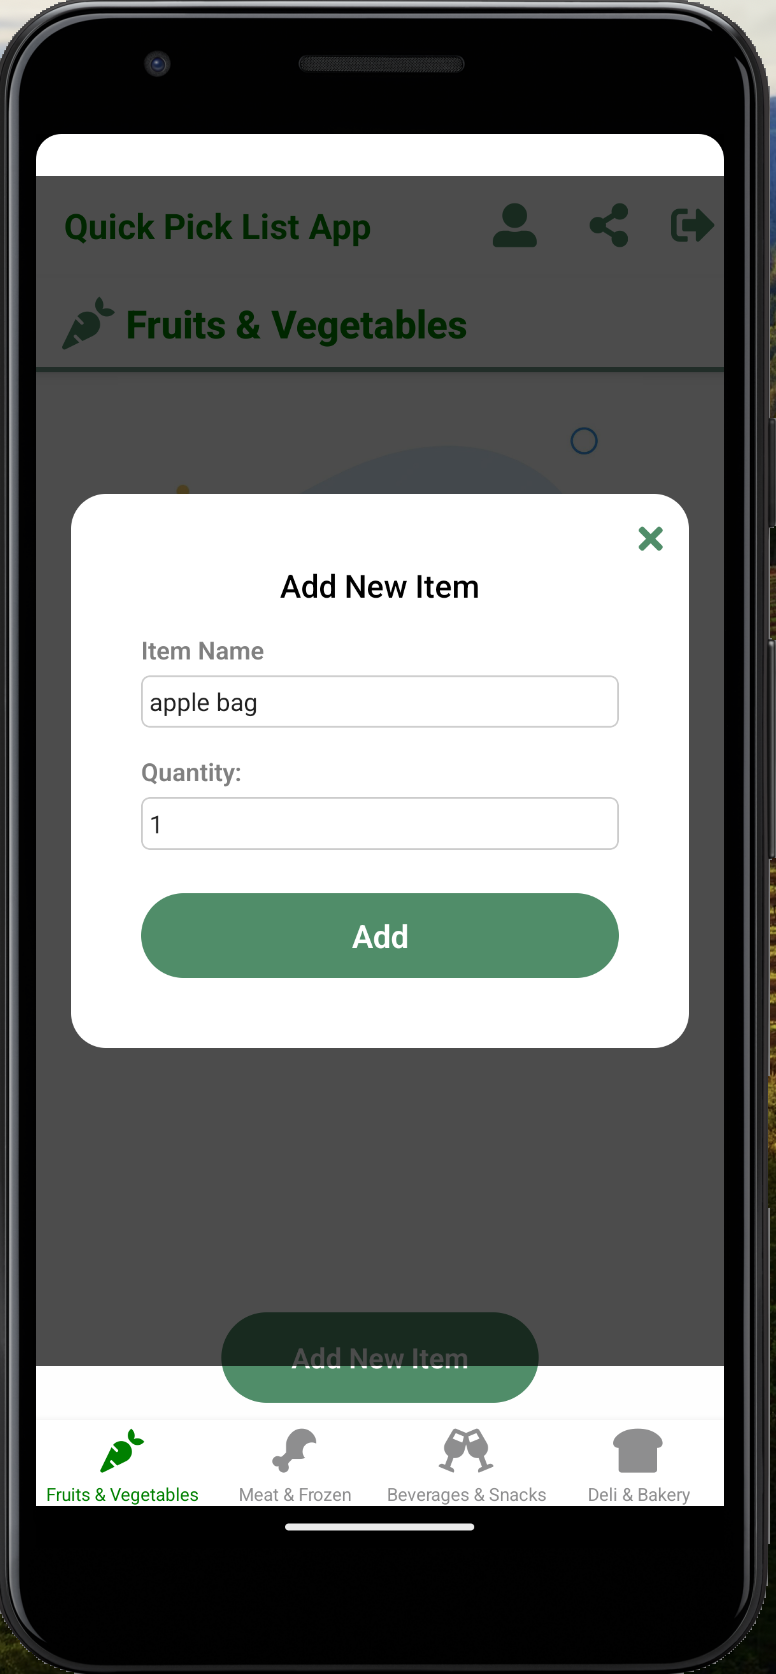 Quick Pick List App
Fruits & Vegetables
Add New Item
Item Name
apple bag
Quantity:
1
Add
Add New Item
Fruits & Vegetables
Meat & Frozen
Beverages & Snacks
Deli & Bakery